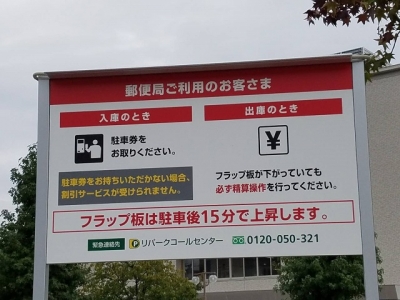 郵便局ご利用のお客さま
入庫のとき
駐車券を
お取りください。
駐車券をお持ちいただかない場合、
割引サービスが受けられません。
出庫のとき
¥
フラップ板が下がっていても
必ず精算操作を行ってください。
フラップ板は駐車後15分で上昇します。
緊急連絡先 P リパークコールセンター 0120-050-321